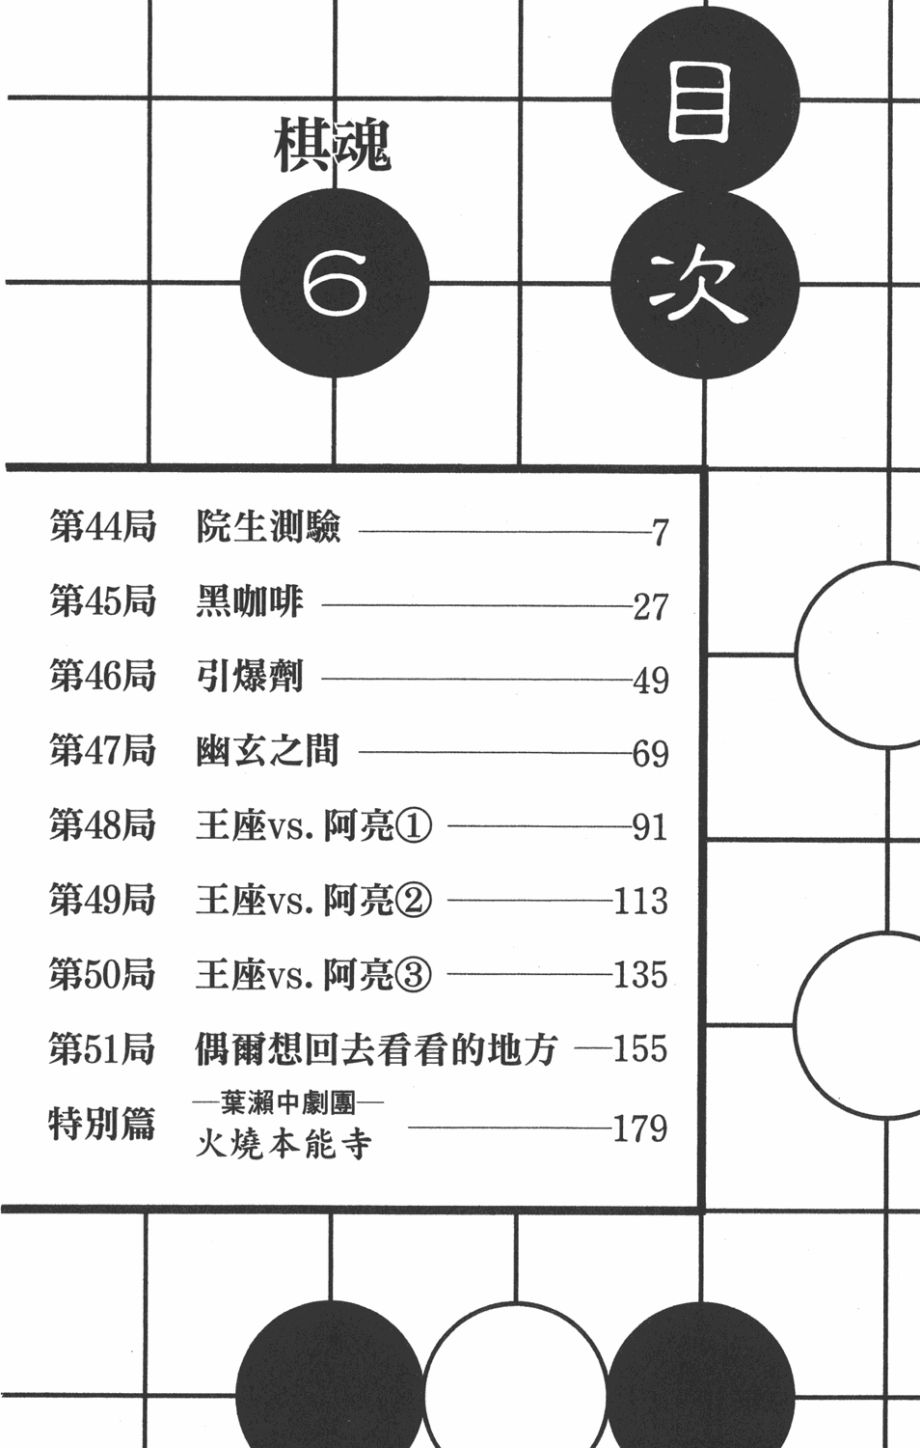 目次
棋魂
6
第44局 院生測驗 7
第45局 黑咖啡 27
第46局 引爆劑 49
第47局 幽玄之間 69
第48局 王座vs.阿亮① 91
第49局 王座vs.阿亮② 113
第50局 王座vs.阿亮③ 135
第51局 偶爾想回去看看的地方 155
特別篇 —葉瀨中劇團—
火燒本能寺 179